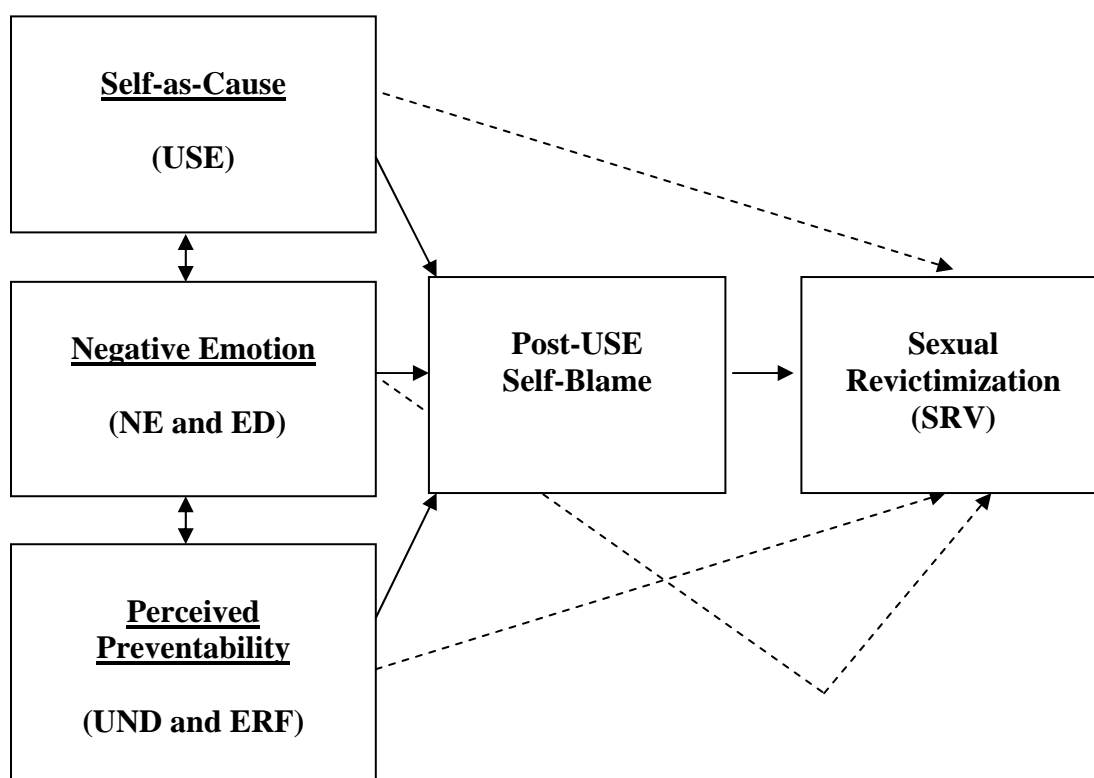 Self-as-Cause
(USE)
Negative Emotion
(NE and ED)
Perceived
Preventability
(UND and ERF)
Post-USE
Self-Blame
Sexual
Revictimization
(SRV)